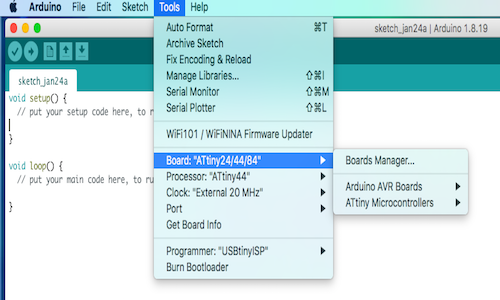 Arduino File Edit Sketch Tools Help
sketch_jan24a | Arduino 1.8.19
sketch_jan24a
void setup() {
// put your setup code here, to r
}
void loop() {
// put your main code here, to ru
}
Auto Format ⌘T
Archive Sketch
Fix Encoding & Reload
Manage Libraries... ⇧⌘I
Serial Monitor ⇧⌘M
Serial Plotter ⇧⌘L
WiFi101 / WiFiNINA Firmware Updater
Board: "ATtiny24/44/84"
Processor: "ATtiny44"
Clock: "External 20 MHz"
Port
Get Board Info
Programmer: "USBtinyISP"
Burn Bootloader
Boards Manager...
Arduino AVR Boards
ATtiny Microcontrollers